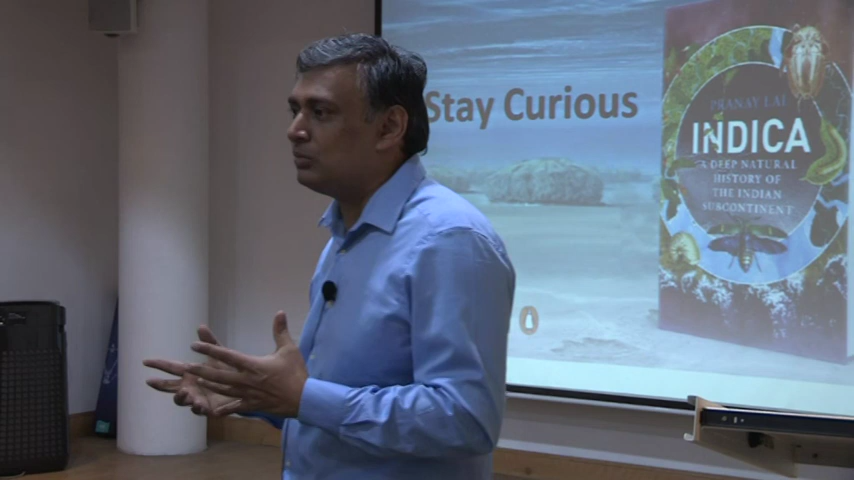 Stay Curious
PRANAY LAL
INDICA
A DEEP NATURAL
HISTORY OF
THE INDIAN
SUBCONTINENT